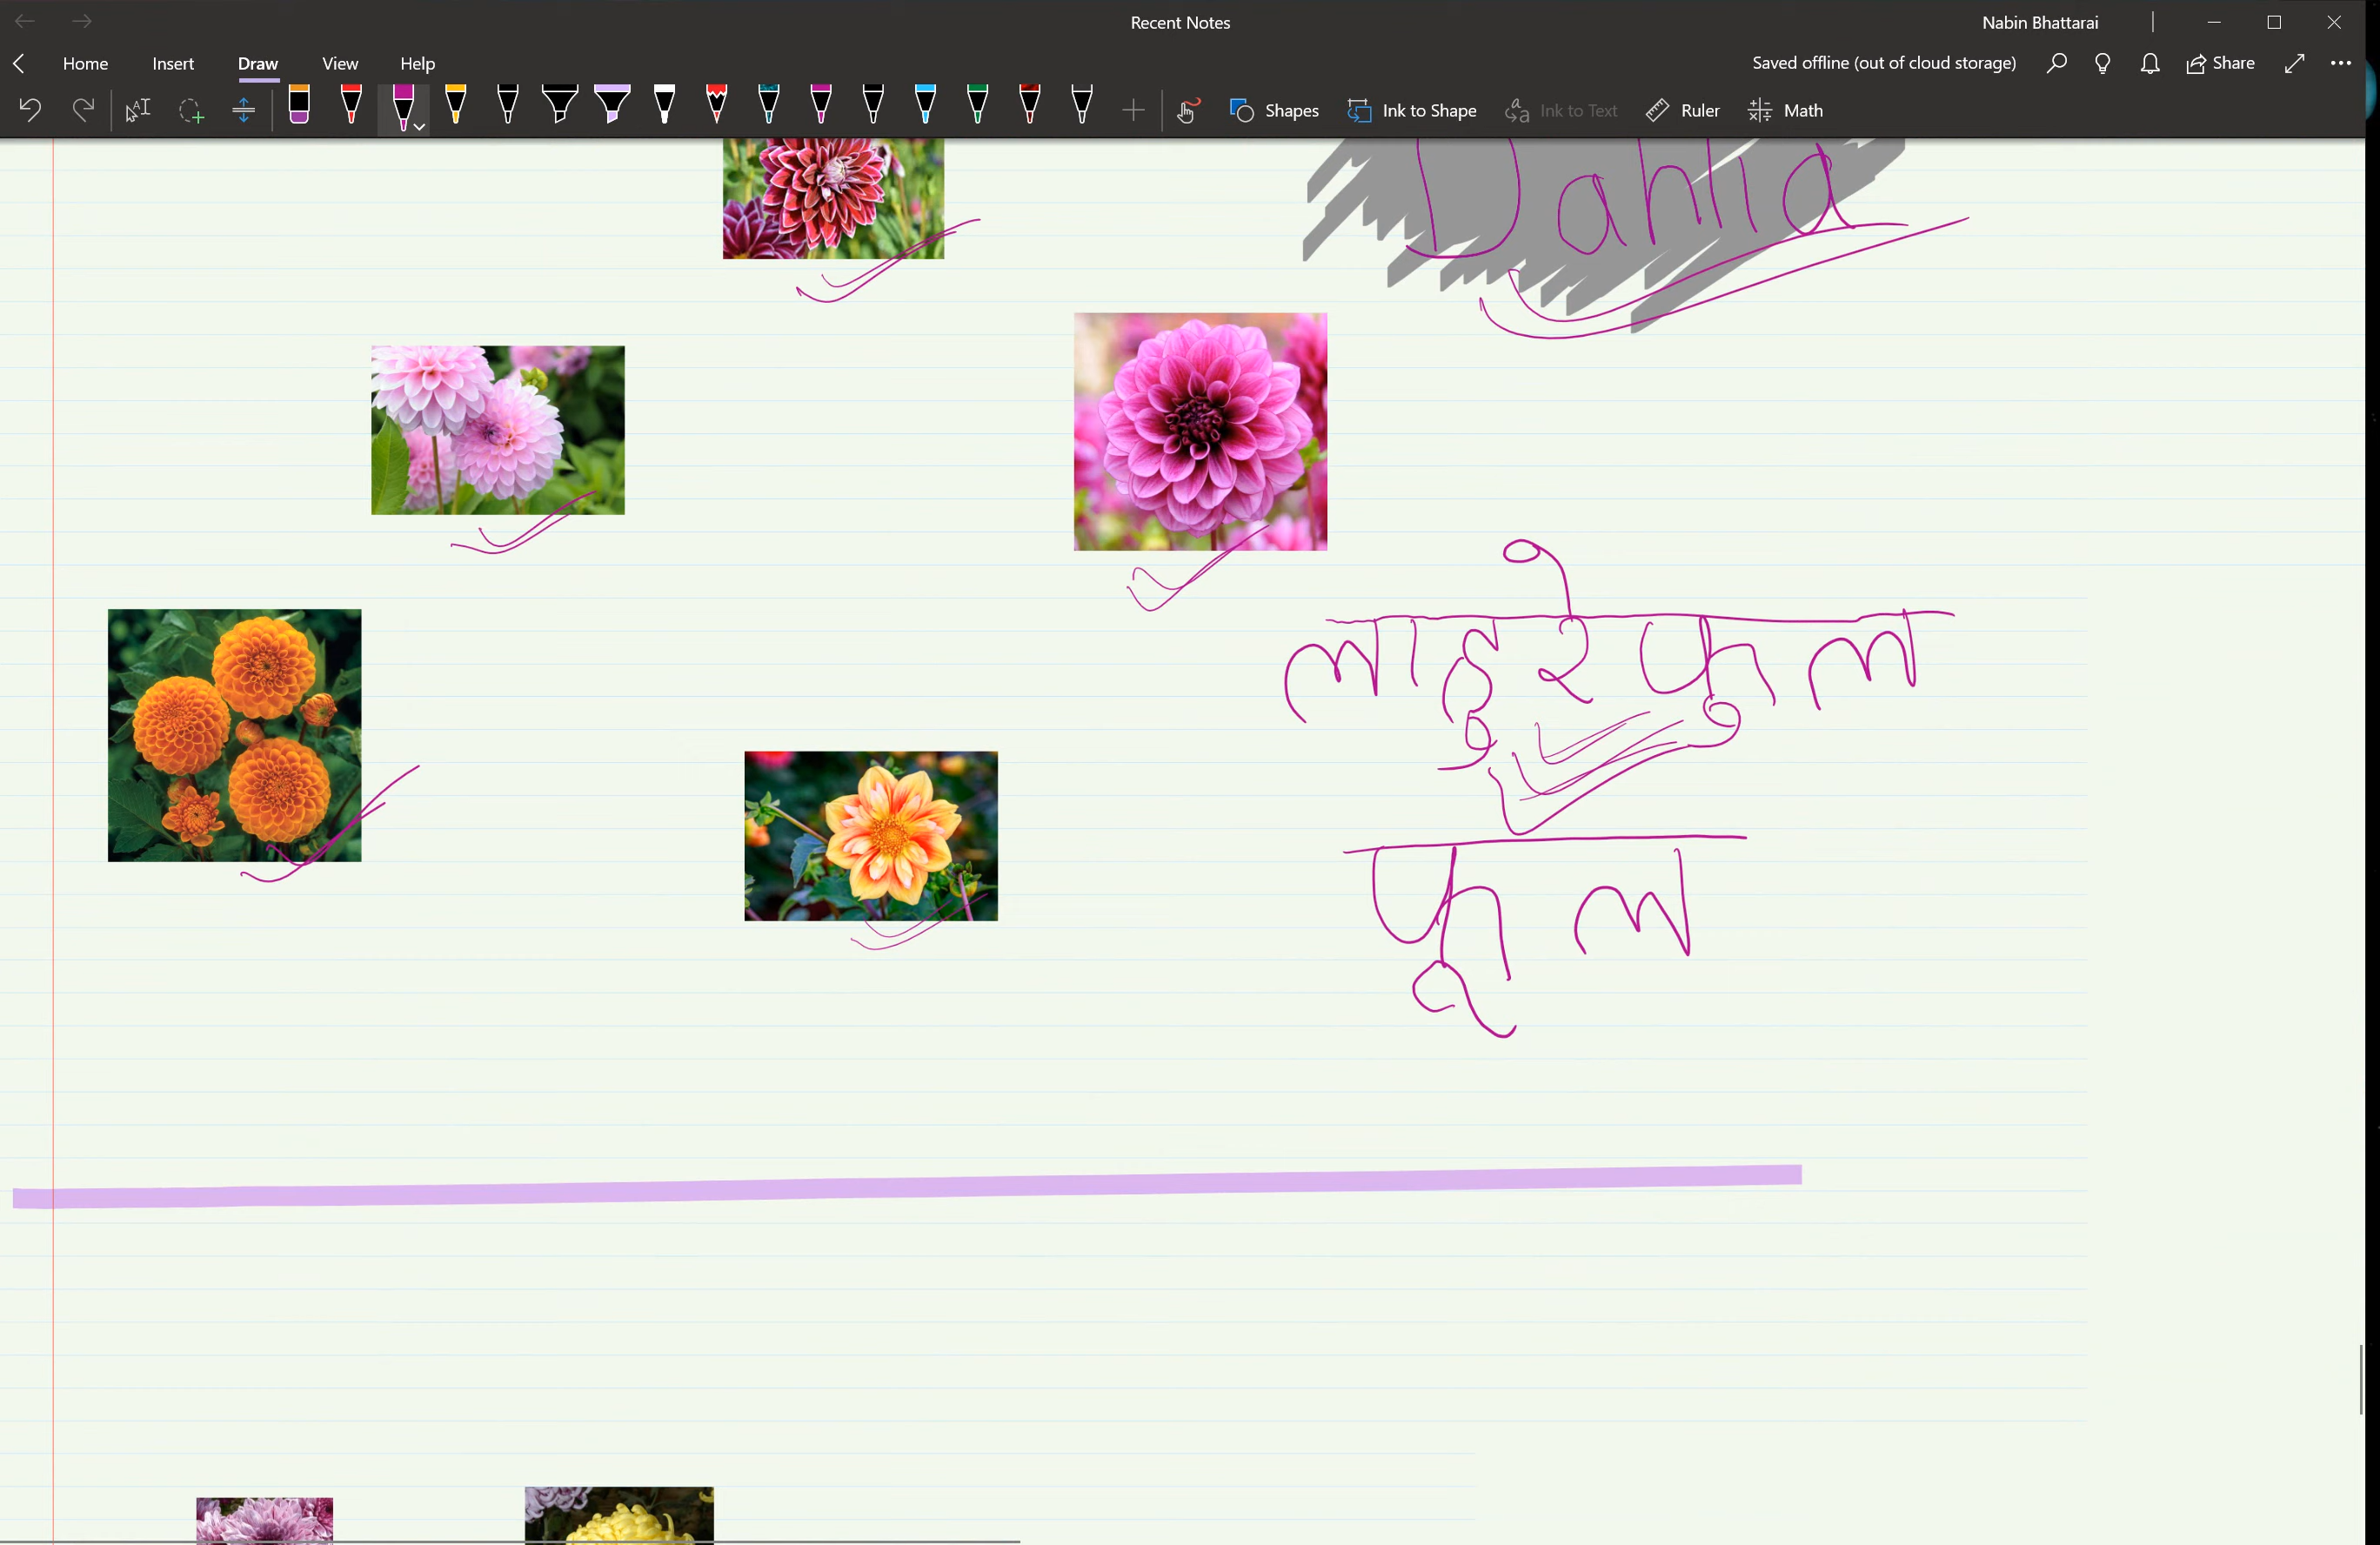 Recent Notes
Nabin Bhattarai
Home Insert Draw View Help
Saved offline (out of cloud storage)
Share
Shapes
Ink to Shape
Ink to Text
Ruler
Math
Dahlia
लाहुरे फुल
फूल